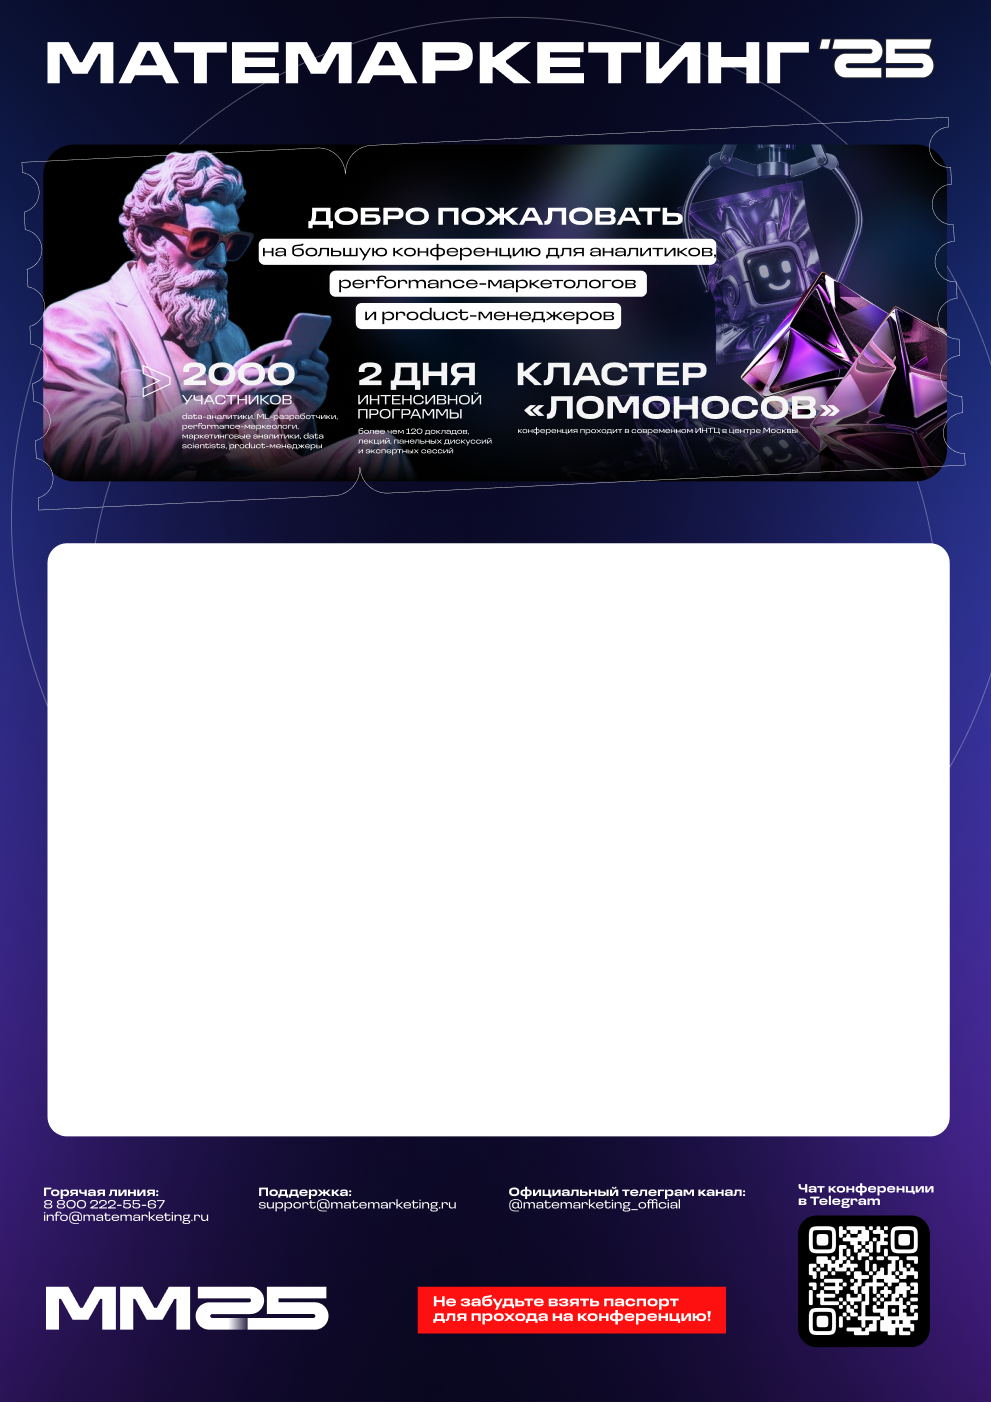 МАТЕМАРКЕТИНГ '25
ДОБРО ПОЖАЛОВАТЬ
на большую конференцию для аналитиков,
performance-маркетологов
и product-менеджеров
2000
УЧАСТНИКОВ
data-аналитики, ML-разработчики,
performance-маркеологи,
маркетинговые аналитики, data
scientists, product-менеджеры
2 ДНЯ
ИНТЕНСИВНОЙ
ПРОГРАММЫ
более чем 120 докладов,
лекций, панельных дискуссий
и экспертных сессий
КЛАСТЕР
«ЛОМОНОСОВ»
конференция проходит в современном ИНТЦ в центре Москвы
Горячая линия:
8 800 222-55-67
info@matemarketing.ru
Поддержка:
support@matemarketing.ru
Официальный телеграм канал:
@matemarketing_official
Чат конференции
в Telegram
MM25
Не забудьте взять паспорт
для прохода на конференцию!